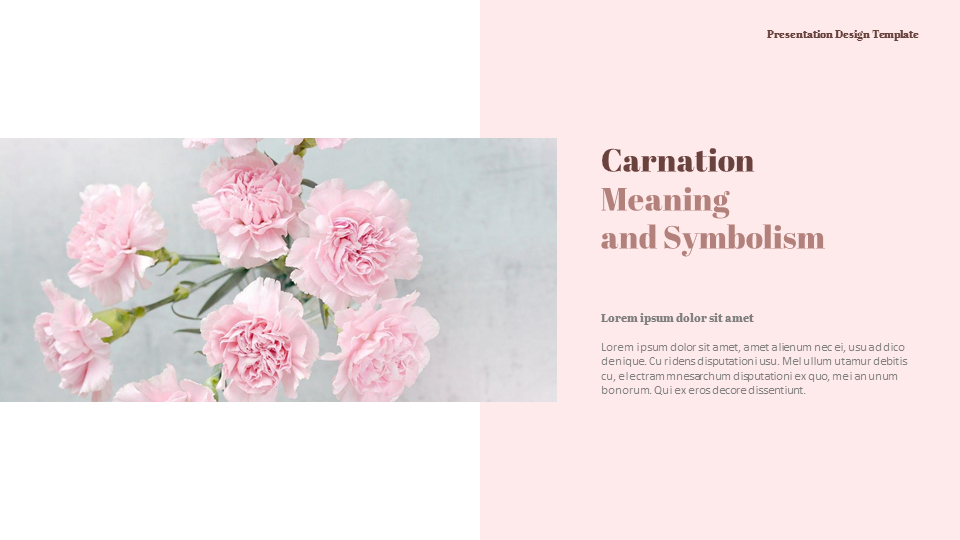 Presentation Design Template
Carnation
Meaning
and Symbolism
Lorem ipsum dolor sit amet
Lorem ipsum dolor sit amet, amet alienum nec ei, usu ad dico
denique. Cu ridens disputationi usu. Mel ullum utamur debitis
cu, electram mnesarchum disputationi ex quo, mei an unum
bonorum. Qui ex eros decore dissentiunt.